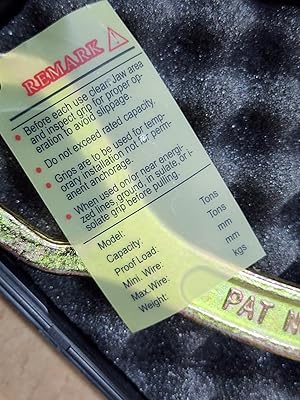 REMARK
• Before each use clean jaw area
and inspect grip for proper op-
eration to avoid slippage.
• Do not exceed rated capacity.
• Grips are to be used for temp-
orary installation not for perm-
anerit anchorage.
• When used on or near energi-
zed lines ground, insulse, or i-
solate grip before pulling.
Model:
Capacity: Tons
Proof Load: Tons
Mini. Wire: mm
Max. Wire: mm
Weight: kgs
PAT